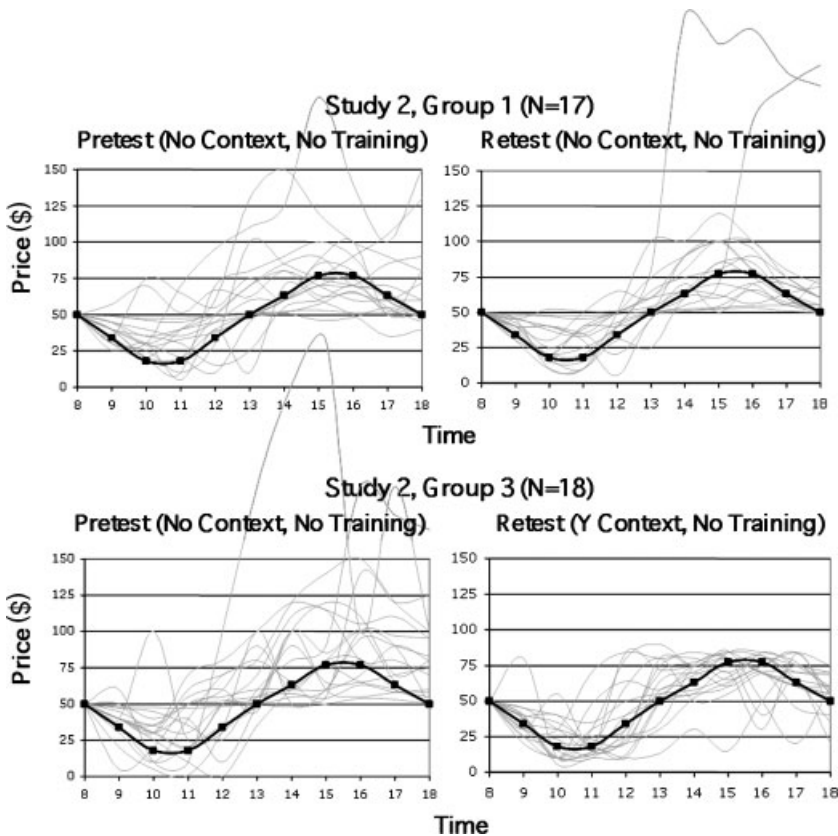 Study 2, Group 1 (N=17)
Pretest (No Context, No Training)
Retest (No Context, No Training)
Price ($)
150
125
100
75
50
25
0
8 9 10 11 12 13 14 15 16 17 18
150
125
100
75
50
25
0
8 9 10 11 12 13 14 15 16 17 18
Time
Study 2, Group 3 (N=18)
Pretest (No Context, No Training)
Retest (Y Context, No Training)
Price ($)
150
125
100
75
50
25
0
8 9 10 11 12 13 14 15 16 17 18
150
125
100
75
50
25
0
8 9 10 11 12 13 14 15 16 17 18
Time